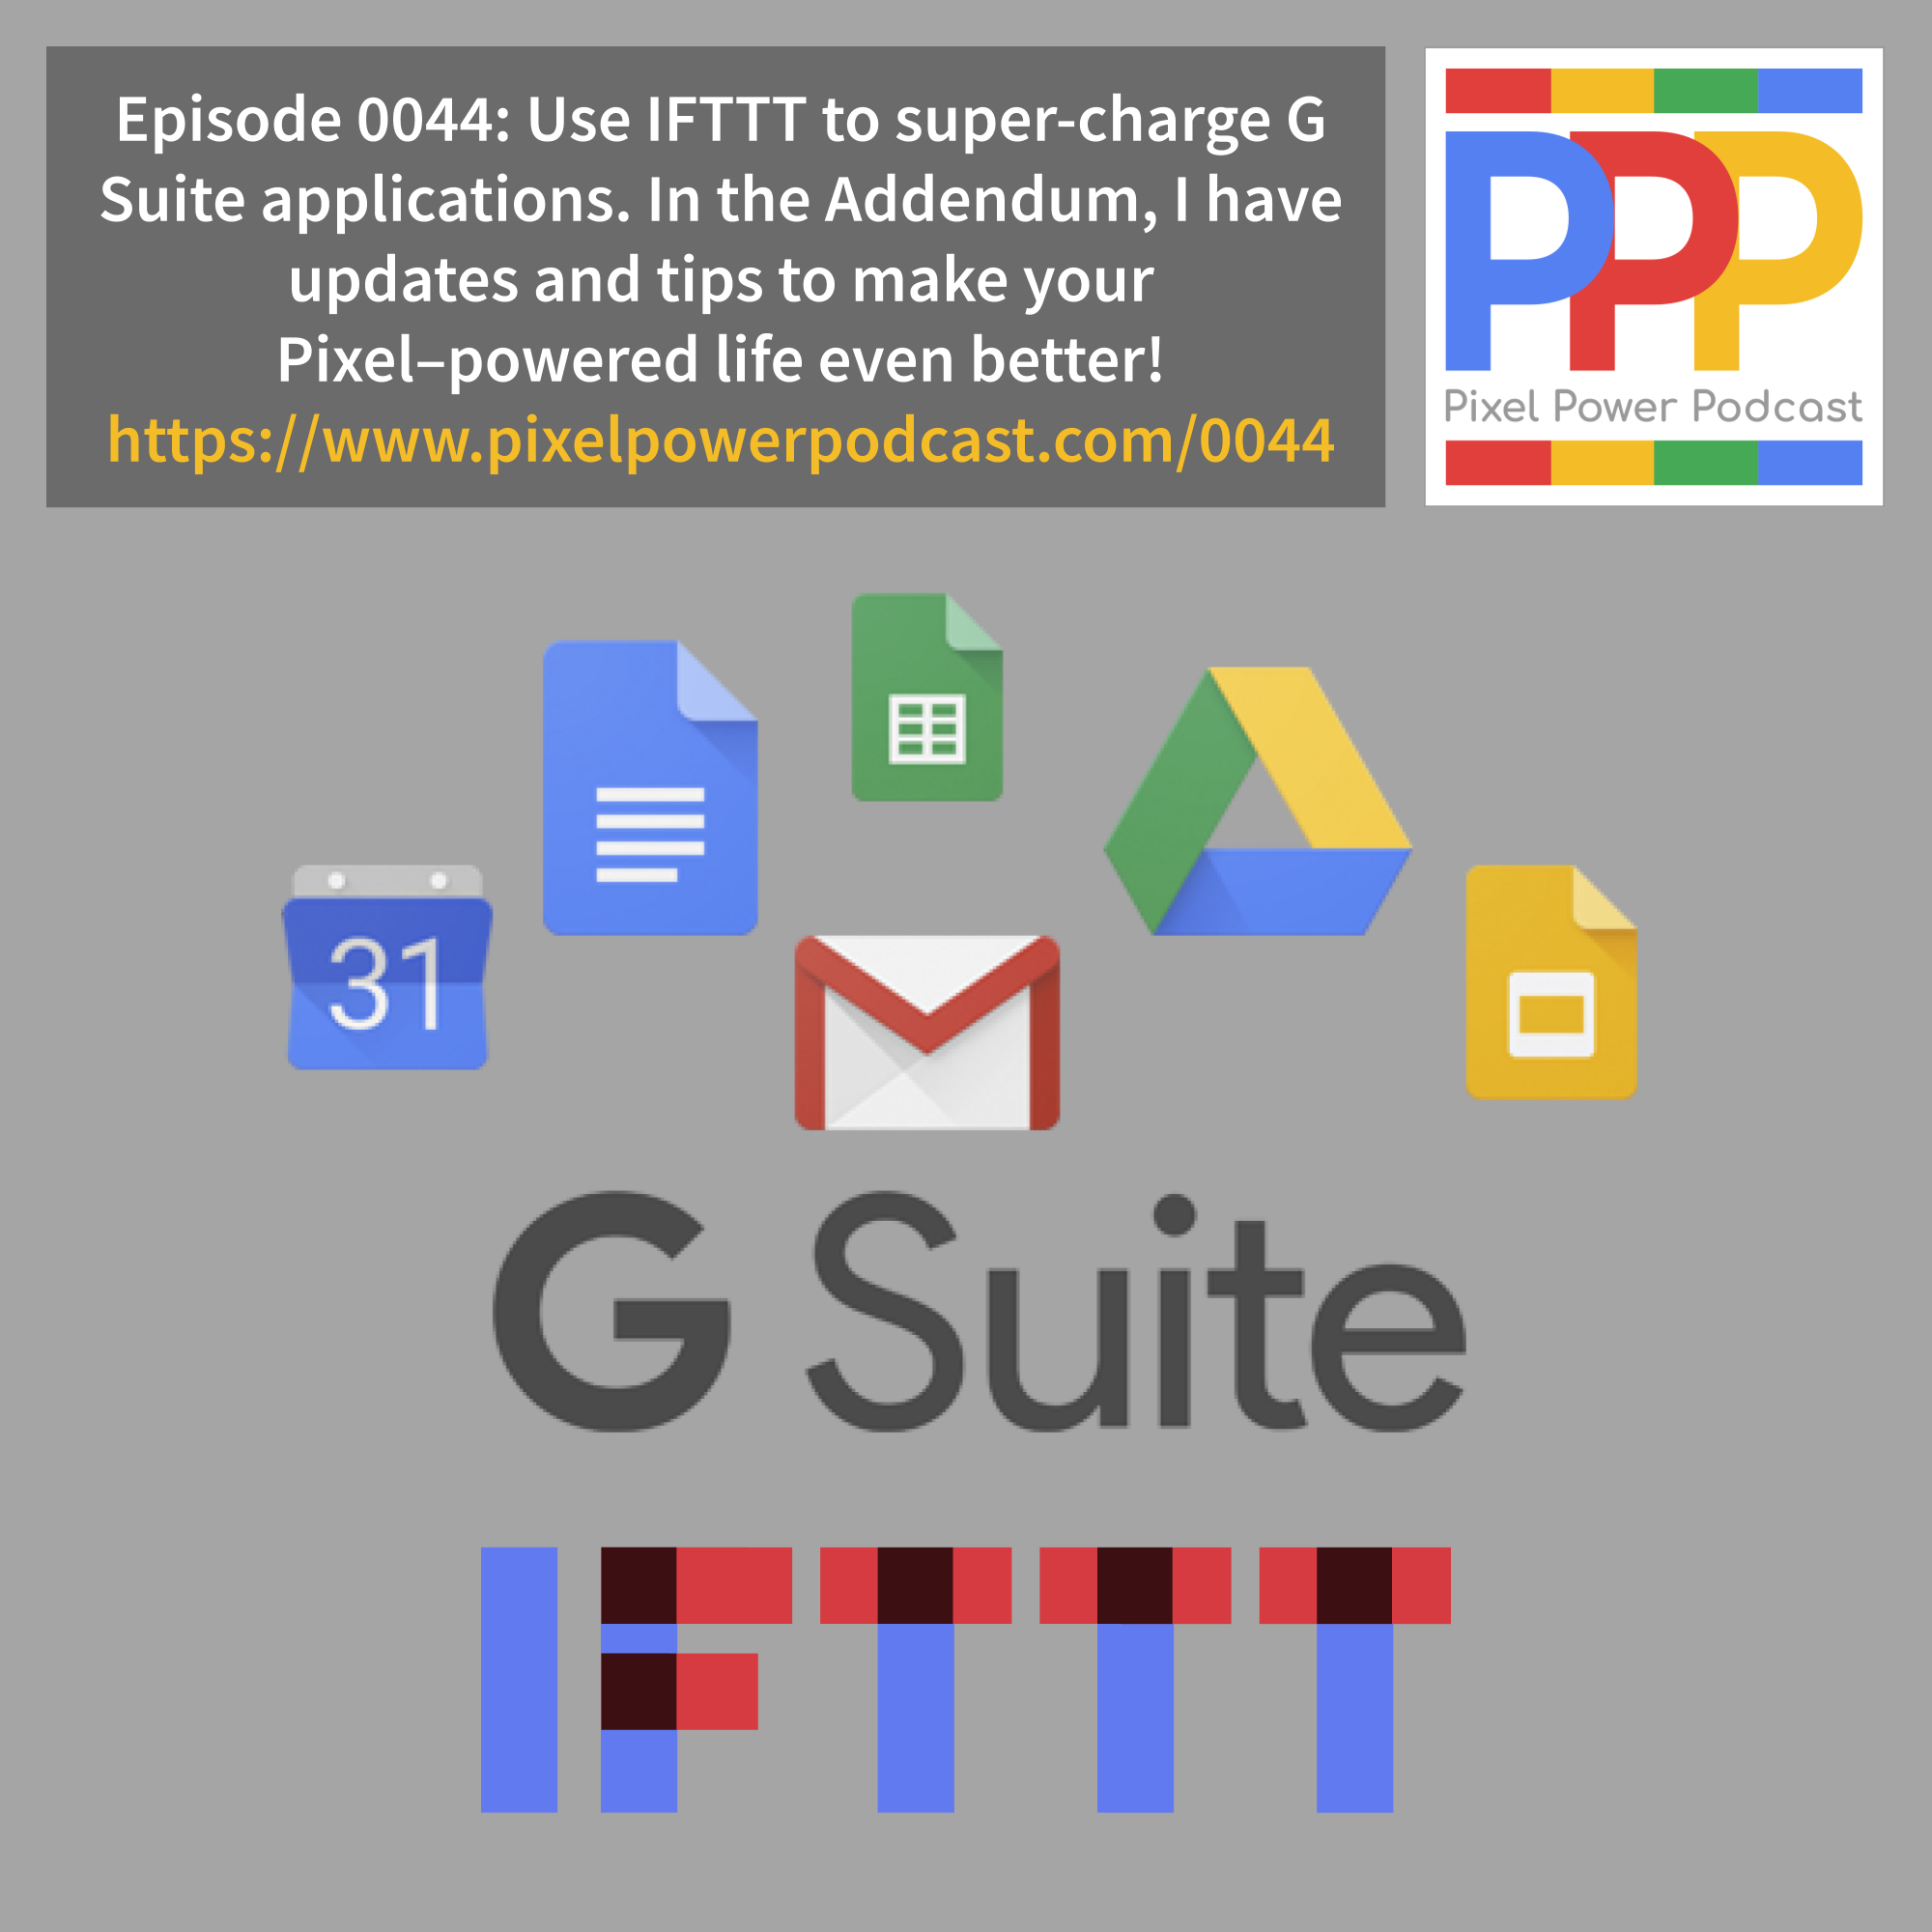 Episode 0044: Use IFTTT to super-charge G
Suite applications. In the Addendum, I have
updates and tips to make your
Pixel–powered life even better!
https://www.pixelpowerpodcast.com/0044
PPP
Pixel Power Podcast
31
G Suite
IFTTT